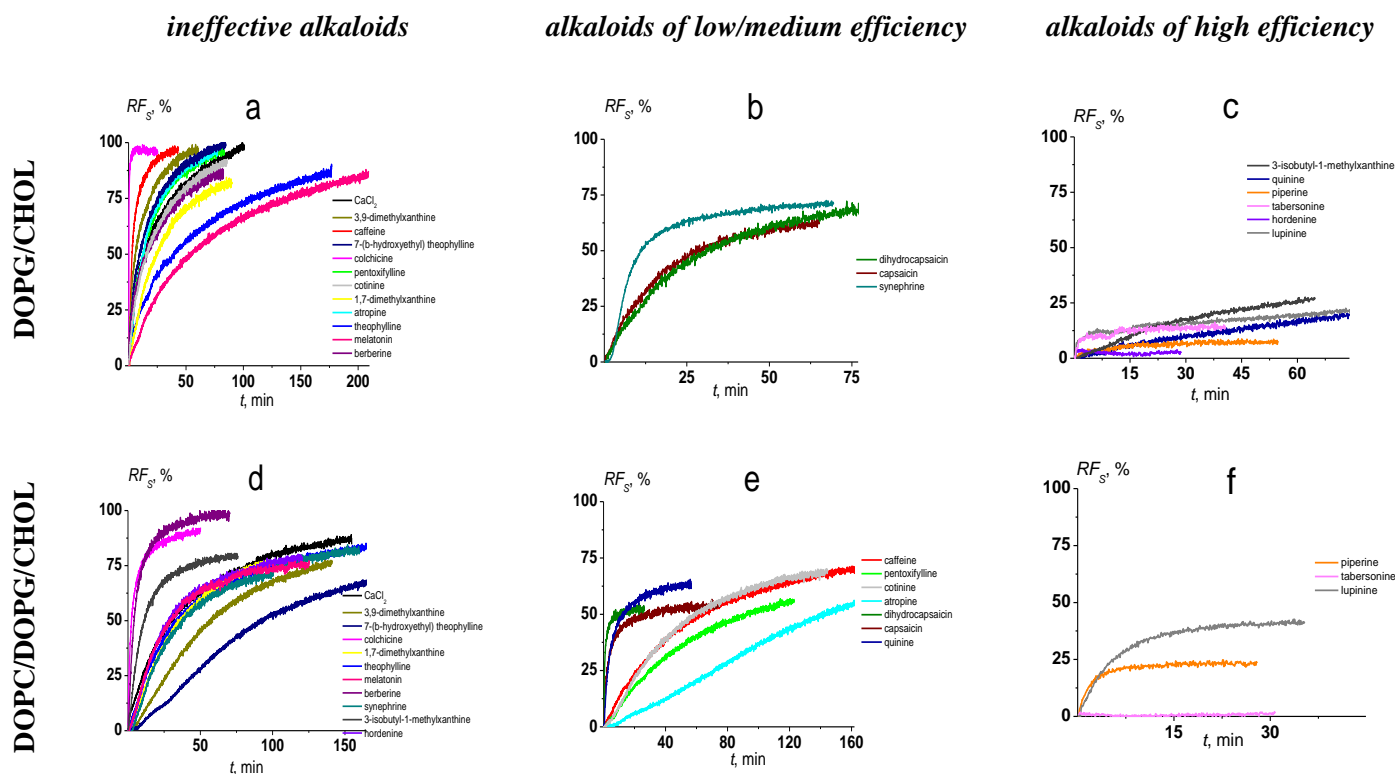 ineffective alkaloids
alkaloids of low/medium efficiency
alkaloids of high efficiency
DOPG/CHOL
RFₛ, %
a
100
75
50
25
0
50
100
150
200
t, min
CaCl₂
3,9-dimethylxanthine
caffeine
7-(b-hydroxyethyl) theophylline
colchicine
pentoxifylline
cotinine
1,7-dimethylxanthine
atropine
theophylline
melatonin
berberine
RFₛ, %
b
100
75
50
25
0
25
50
75
t, min
dihydrocapsaicin
capsaicin
synephrine
RFₛ, %
c
100
75
50
25
0
15
30
45
60
t, min
3-isobutyl-1-methylxanthine
quinine
piperine
tabersonine
hordenine
lupinine
DOPC/DOPG/CHOL
RFₛ, %
d
100
75
50
25
0
50
100
150
t, min
CaCl₂
3,9-dimethylxanthine
7-(b-hydroxyethyl) theophylline
colchicine
1,7-dimethylxanthine
theophylline
melatonin
berberine
synephrine
3-isobutyl-1-methylxanthine
hordenine
RFₛ, %
e
100
75
50
25
0
40
80
120
160
t, min
caffeine
pentoxifylline
cotinine
atropine
dihydrocapsaicin
capsaicin
quinine
RFₛ, %
f
100
75
50
25
0
15
30
t, min
piperine
tabersonine
lupinine